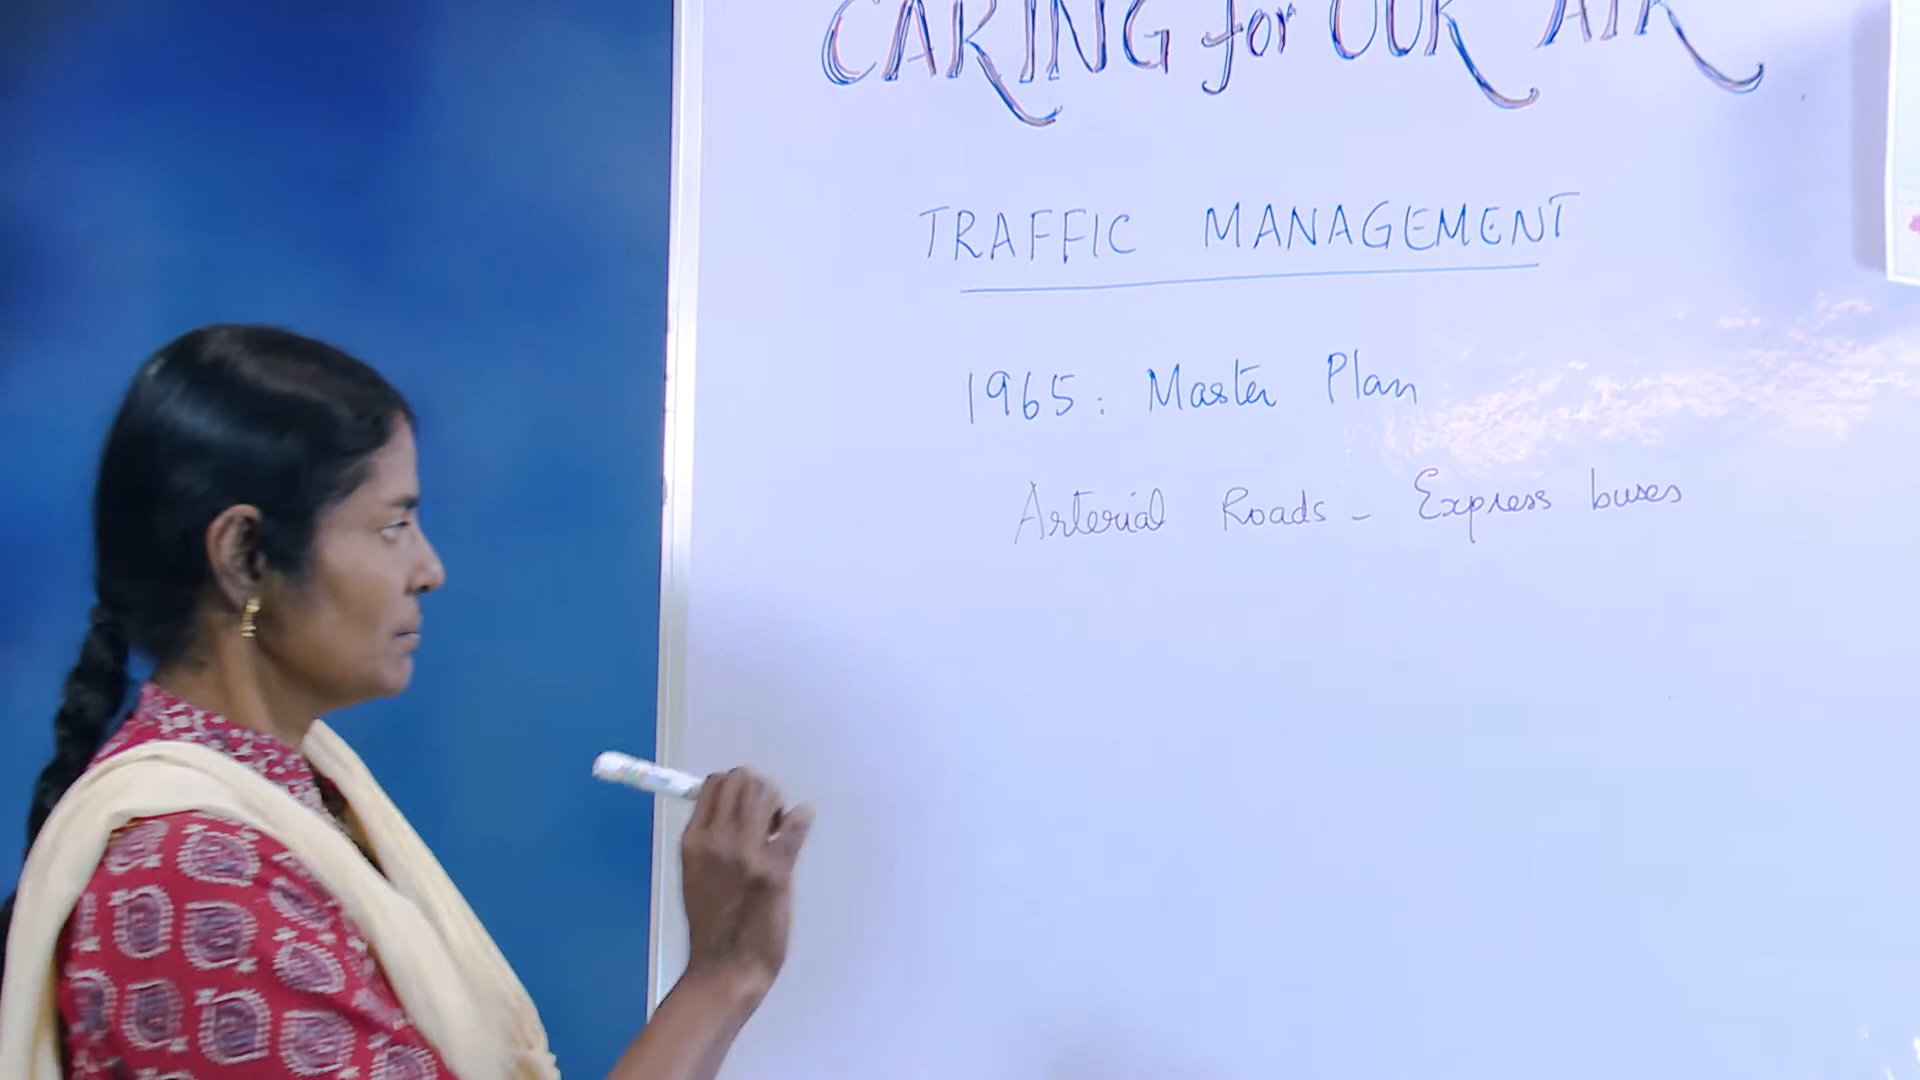 CARING for OUR AIR
TRAFFIC MANAGEMENT
1965: Master Plan
Arterial Roads - Express buses